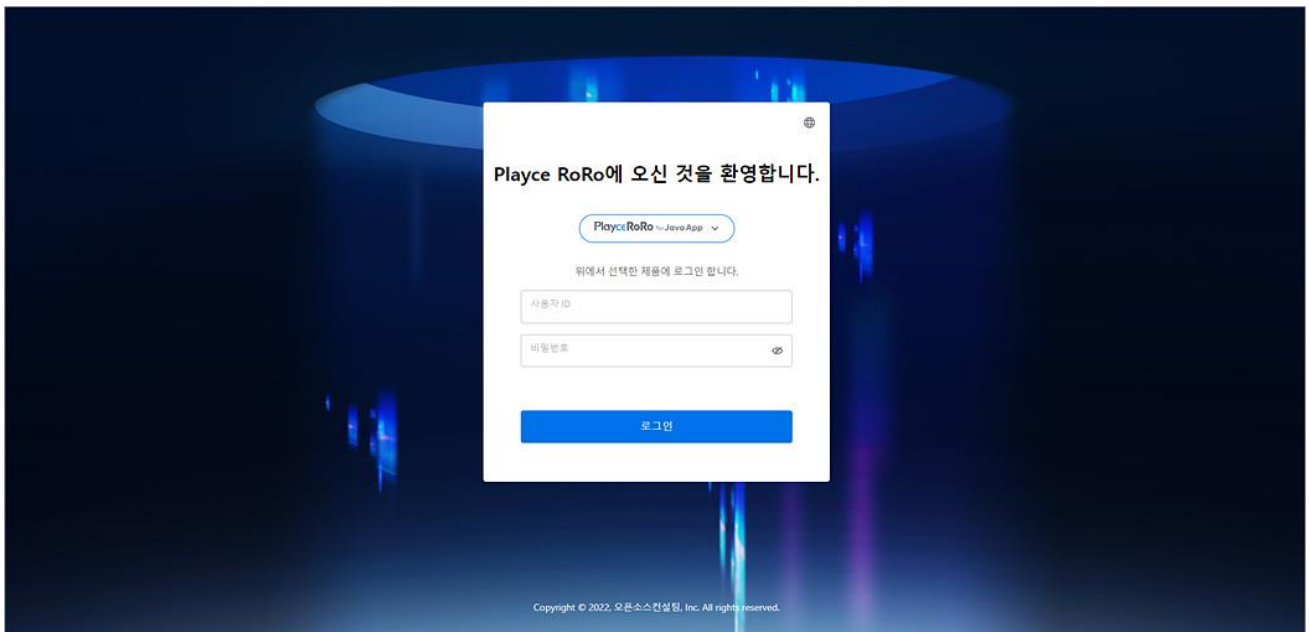 Playce RoRo에 오신 것을 환영합니다.
PlayceRoRo for Java App
위에서 선택한 제품에 로그인 합니다.
사용자 ID
비밀번호
로그인
Copyright © 2022, 오픈소스컨설팅, Inc. All rights reserved.